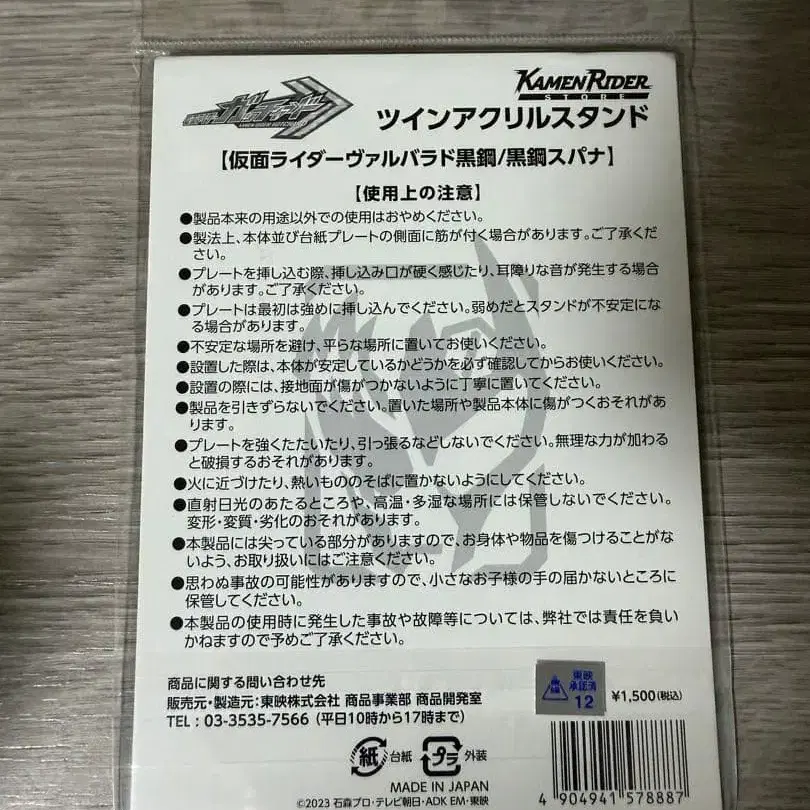 仮面ライダーガッチャード
KAMEN RIDER
STORE
ツインアクリルスタンド
【仮面ライダーヴァルバラド黒鋼/黒鋼スパナ】
【使用上の注意】
●製品本来の用途以外での使用はおやめください。
●製法上、本体並び台紙プレートの側面に筋が付く場合があります。ご了承くだ
さい。
●プレートを挿し込む際、挿し込み口が硬く感じたり、耳障りな音が発生する場合
があります。ご了承ください。
●プレートは最初は強めに挿し込んでください。弱めだとスタンドが不安定にな
る場合があります。
●不安定な場所を避け、平らな場所に置いてお使いください。
●設置した際は、本体が安定しているかどうかを必ず確認してからお使いください。
●設置の際には、接地面が傷がつかないように丁寧に置いてください。
●製品を引きずらないでください。置いた場所や製品本体に傷がつくおそれがあ
ります。
●プレートを強くたたいたり、引っ張るなどしないでください。無理な力が加わる
と破損するおそれがあります。
●火に近づけたり、熱いもののそばに置かないようにしてください。
●直射日光のあたるところや、高温・多湿な場所には保管しないでください。
変形・変質・劣化のおそれがあります。
●本製品には尖っている部分がありますので、お身体や物品を傷つけることがな
いよう、お取り扱いにはご注意ください。
●思わぬ事故の可能性がありますので、小さなお子様の手の届かないところに
保管してください。
●本製品の使用時に発生した事故や故障等については、弊社では責任を負い
かねますので予めご了承ください。
商品に関する問い合わせ先
販売元・製造元:東映株式会社 商品事業部 商品開発室
TEL : 03-3535-7566 (平日10時から17時まで)
東映
承認済
12
¥1,500(税込)
紙 台紙 プラ 外装
MADE IN JAPAN
©2023 石森プロ・テレビ朝日・ADK EM・東映
4 904941 578887